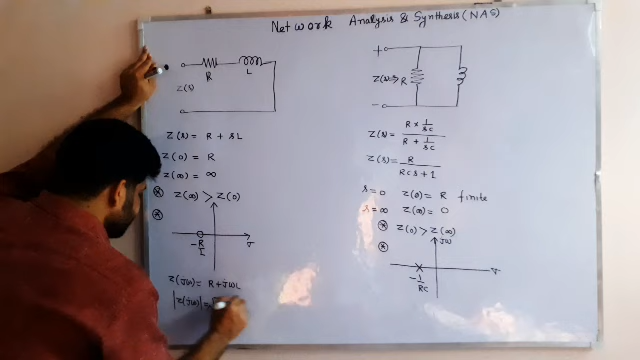 Network Analysis & Synthesis (NAS)
R
L
Z(s)
Z(s) = R + sL
Z(0) = R
Z(∞) = ∞
Z(∞) > Z(0)
-R/L
σ
Z(jω) = R + jωL
|Z(jω)| =
+
Z(s)⇒ R
-
Z(s) = (R × 1/sC) / (R + 1/sC)
Z(s) = R / (RCs + 1)
s = 0 Z(0) = R finite
s = ∞ Z(∞) = 0
Z(0) > Z(∞)
jω
σ
-1/RC